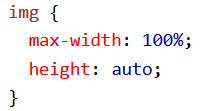 img {
  max-width: 100%;
  height: auto;
}